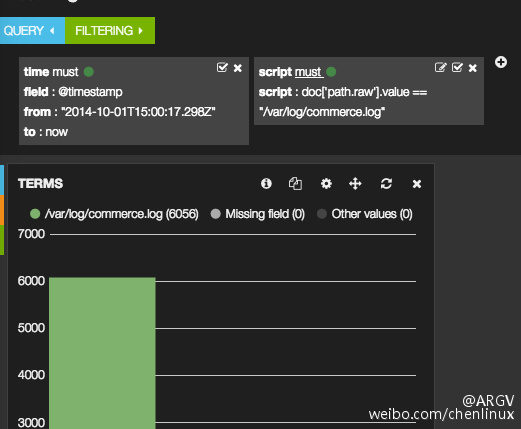 QUERY
FILTERING
time must
field : @timestamp
from : "2014-10-01T15:00:17.298Z"
to : now
script must
script : doc['path.raw'].value ==
"/var/log/commerce.log"
TERMS
/var/log/commerce.log (6056) Missing field (0) Other values (0)
7000
6000
5000
4000
3000
@ARGV
weibo.com/chenlinux